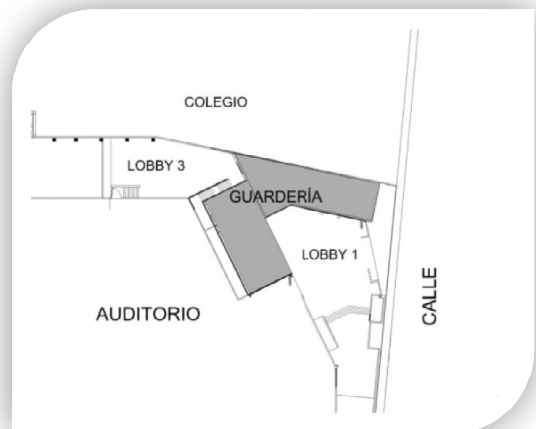 COLEGIO
LOBBY 3
GUARDERÍA
LOBBY 1
AUDITORIO
CALLE